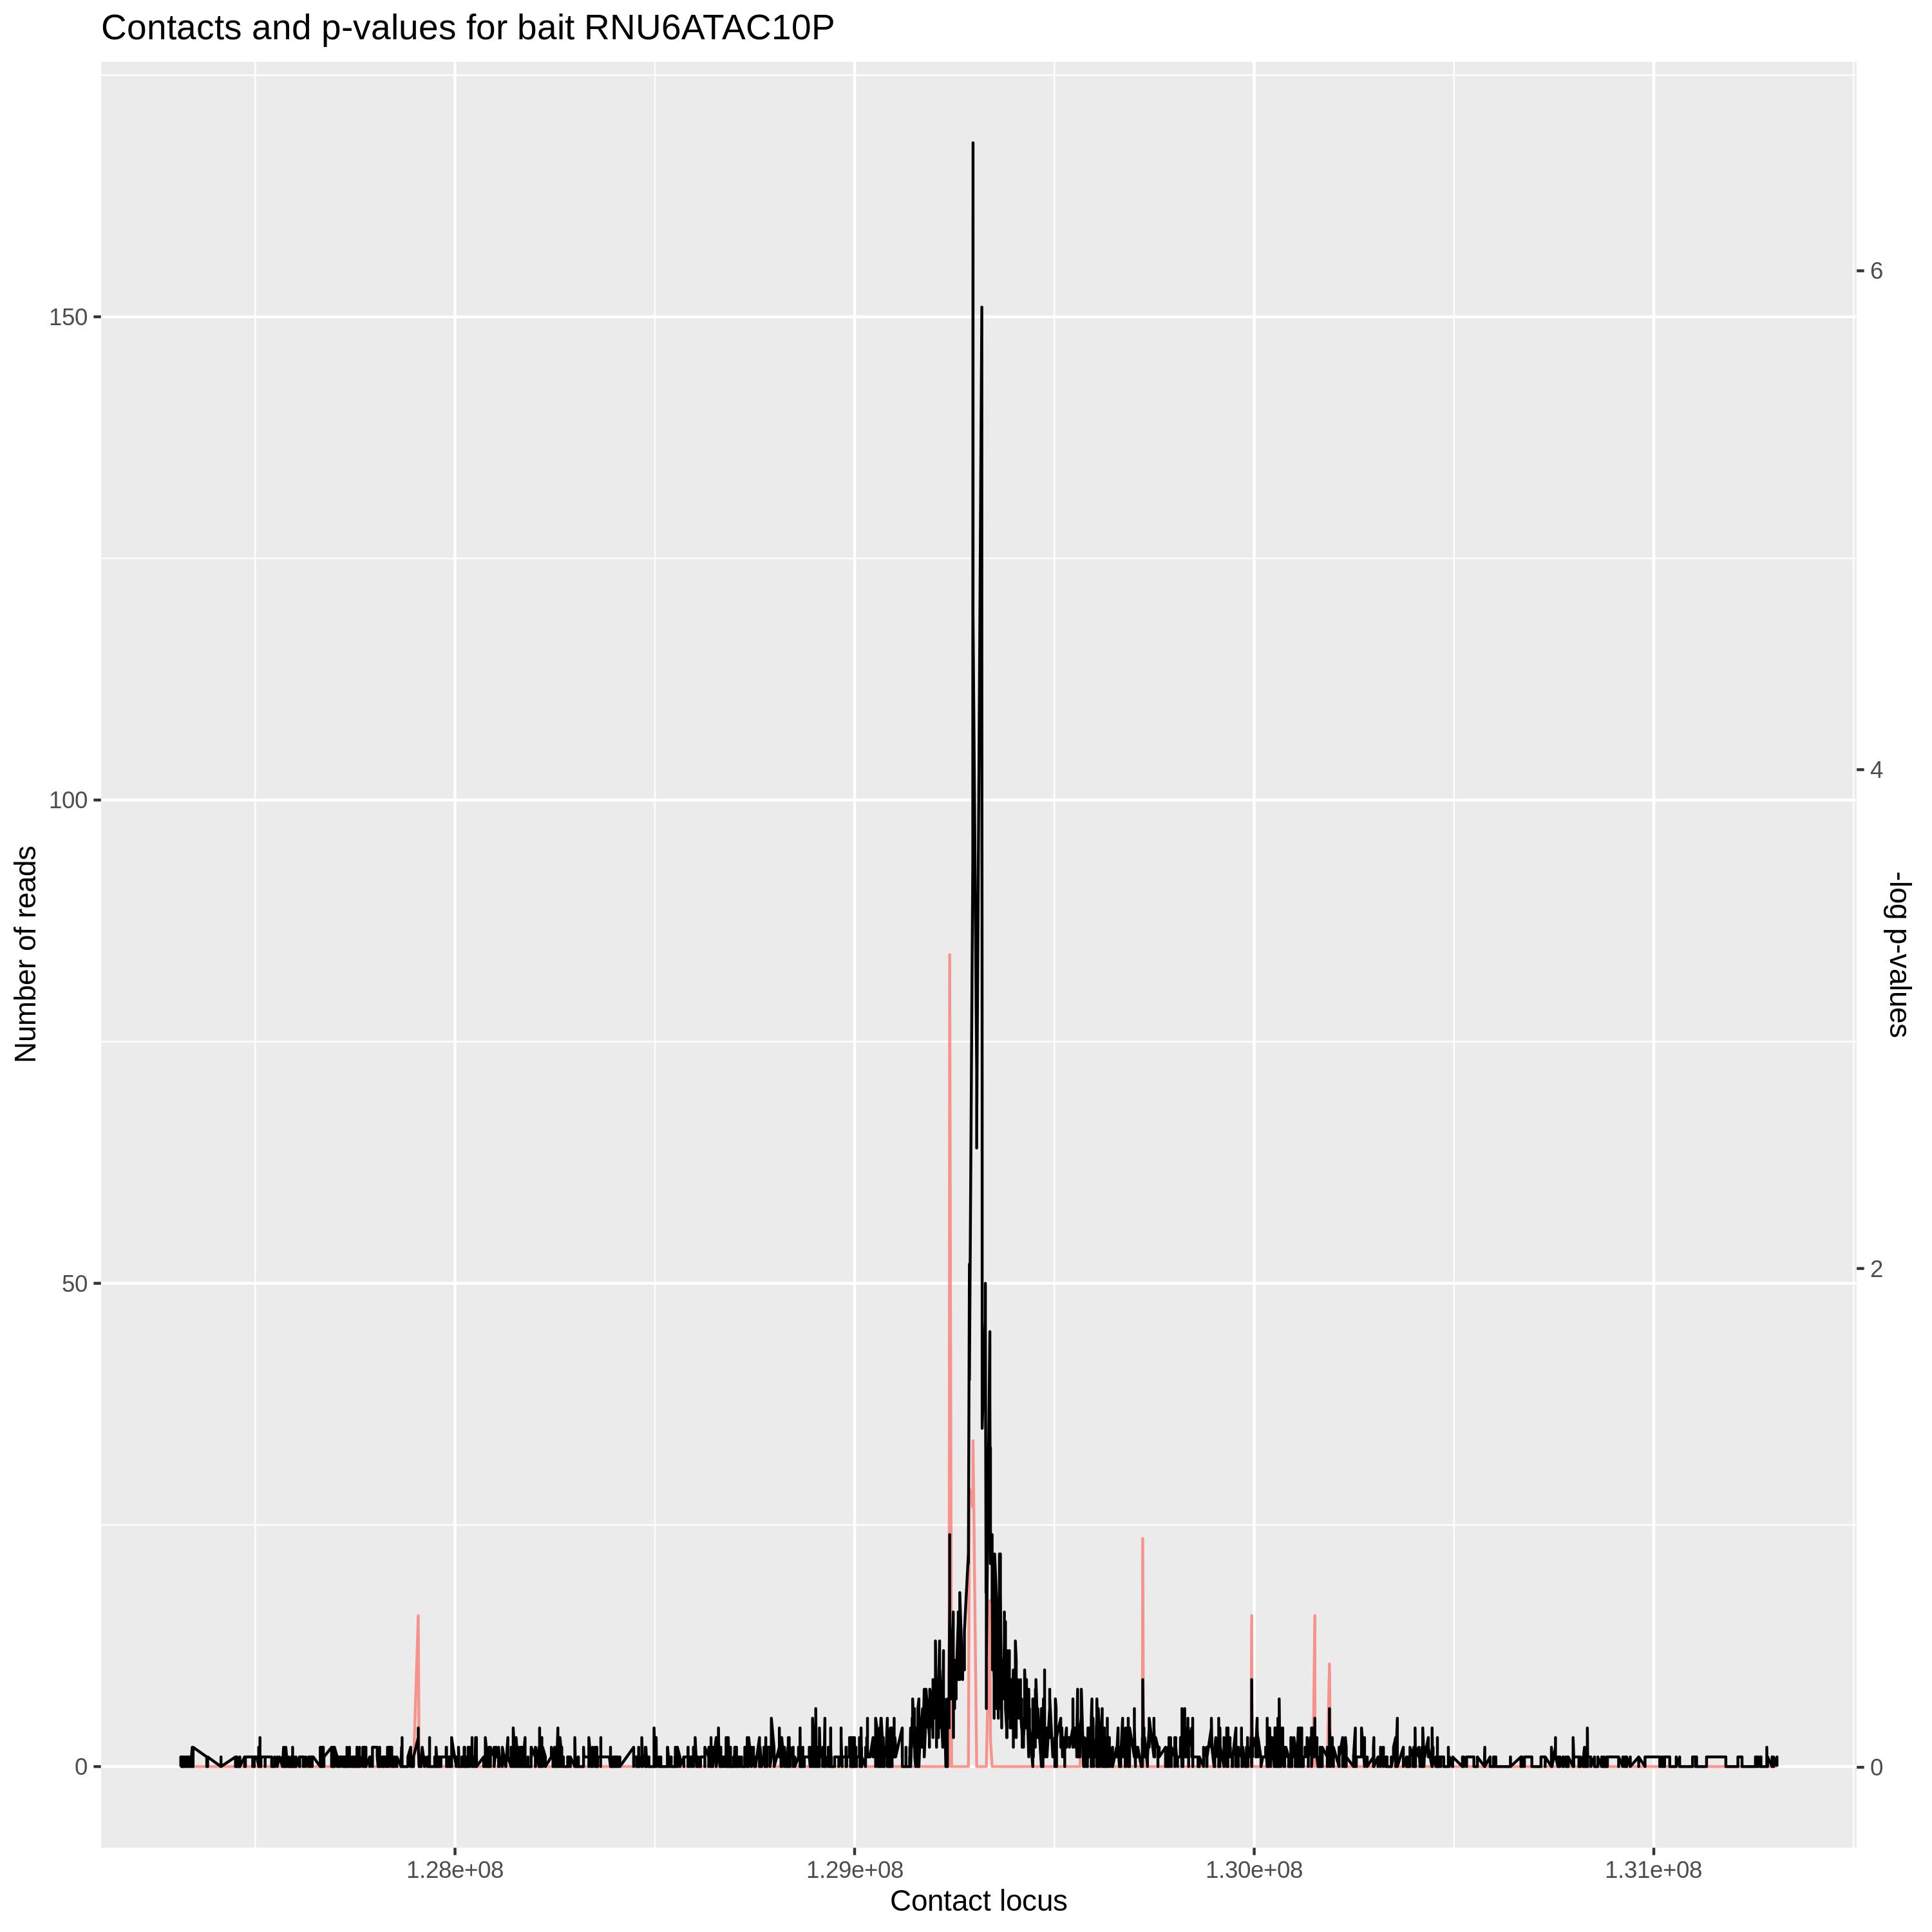 Contacts and p-values for bait RNU6ATAC10P
150
100
50
0
6
4
2
0
Number of reads
-log p-values
1.28e+08
1.29e+08
1.30e+08
1.31e+08
Contact locus